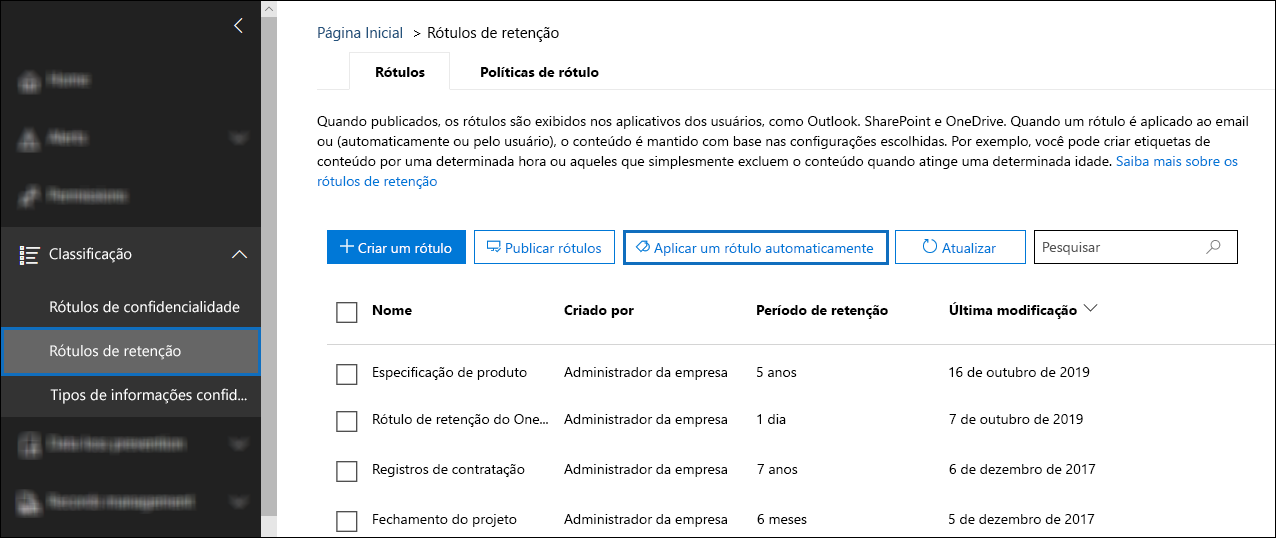 Página Inicial > Rótulos de retenção
Rótulos Políticas de rótulo
Home
Alerts
Permissions
Classificação
Rótulos de confidencialidade
Rótulos de retenção
Tipos de informações confid...
Data loss prevention
Records management
Quando publicados, os rótulos são exibidos nos aplicativos dos usuários, como Outlook. SharePoint e OneDrive. Quando um rótulo é aplicado ao email
ou (automaticamente ou pelo usuário), o conteúdo é mantido com base nas configurações escolhidas. Por exemplo, você pode criar etiquetas de
conteúdo por uma determinada hora ou aqueles que simplesmente excluem o conteúdo quando atinge uma determinada idade. Saiba mais sobre os
rótulos de retenção
Criar um rótulo Publicar rótulos Aplicar um rótulo automaticamente Atualizar Pesquisar
Nome Criado por Período de retenção Última modificação
Especificação de produto Administrador da empresa 5 anos 16 de outubro de 2019
Rótulo de retenção do One... Administrador da empresa 1 dia 7 de outubro de 2019
Registros de contratação Administrador da empresa 7 anos 6 de dezembro de 2017
Fechamento do projeto Administrador da empresa 6 meses 5 de dezembro de 2017